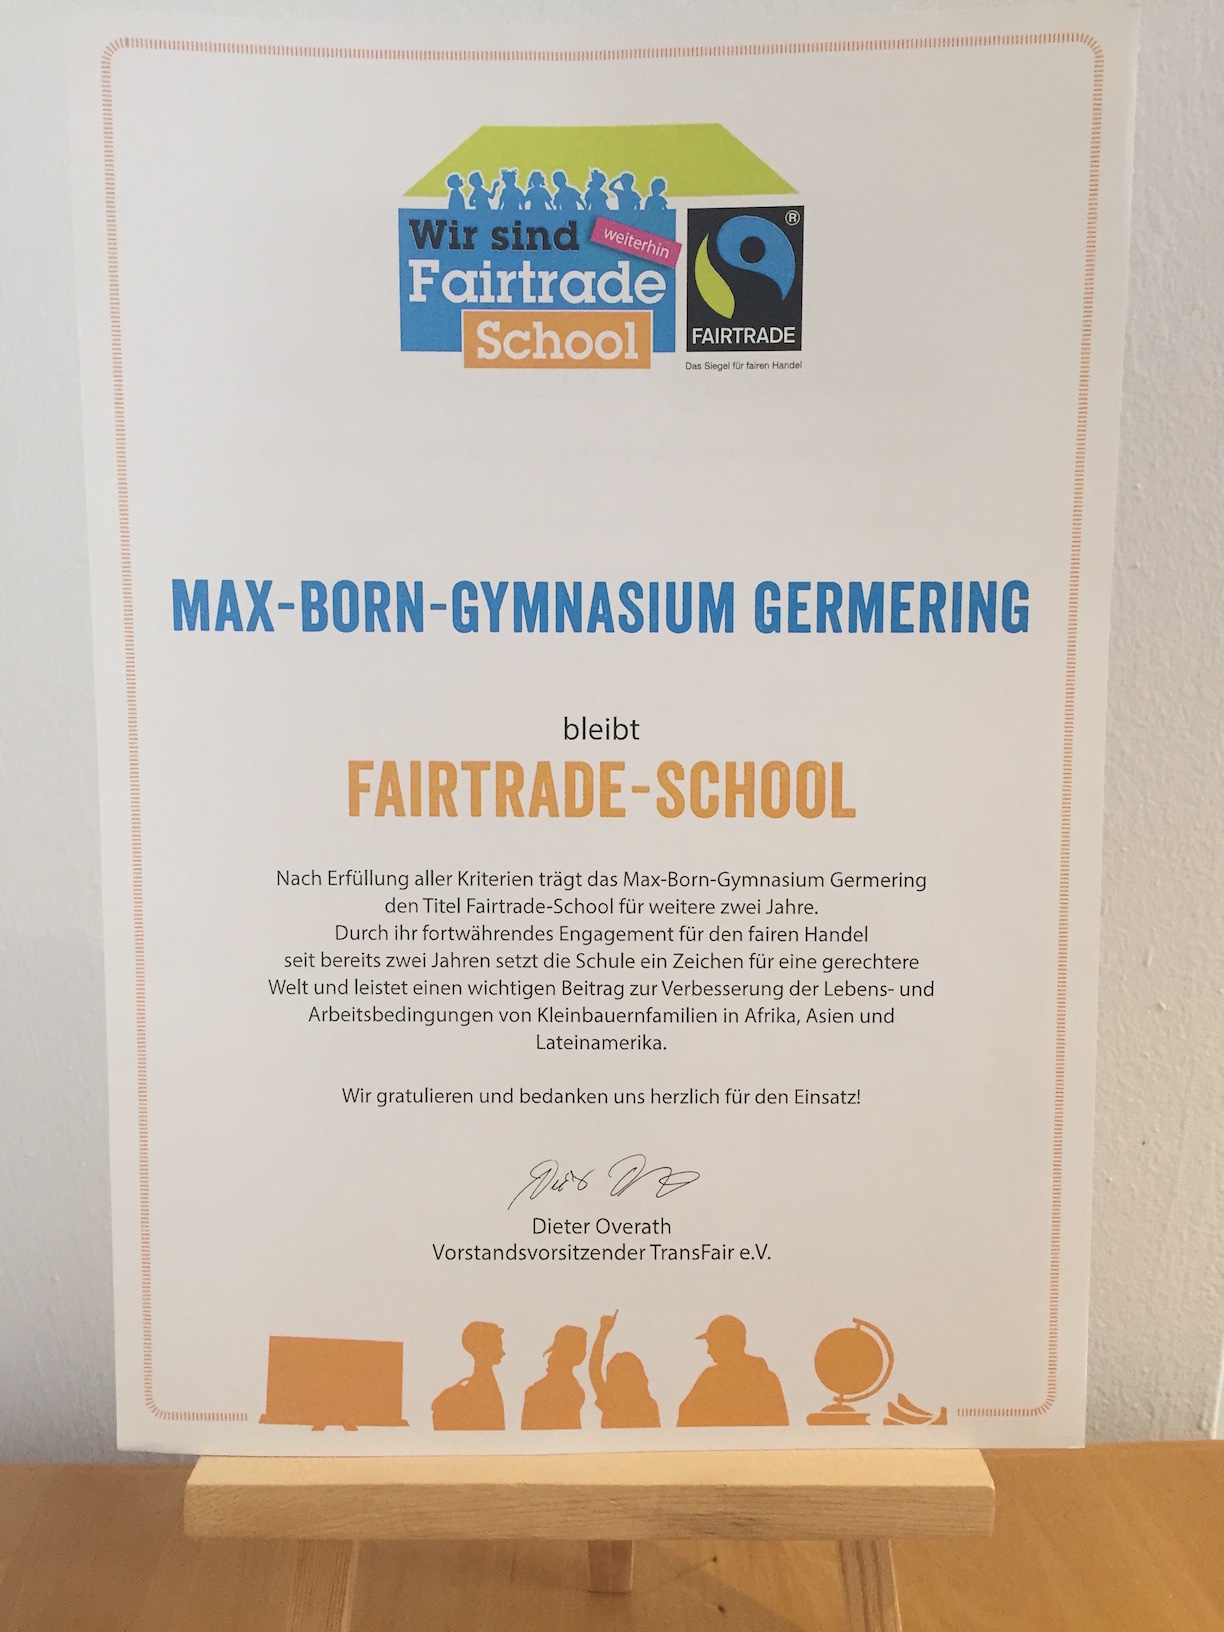 Wir sind weiterhin
Fairtrade
School
®
FAIRTRADE
Das Siegel für fairen Handel
MAX-BORN-GYMNASIUM GERMERING
bleibt
FAIRTRADE-SCHOOL
Nach Erfüllung aller Kriterien trägt das Max-Born-Gymnasium Germering
den Titel Fairtrade-School für weitere zwei Jahre.
Durch ihr fortwährendes Engagement für den fairen Handel
seit bereits zwei Jahren setzt die Schule ein Zeichen für eine gerechtere
Welt und leistet einen wichtigen Beitrag zur Verbesserung der Lebens- und
Arbeitsbedingungen von Kleinbauernfamilien in Afrika, Asien und
Lateinamerika.
Wir gratulieren und bedanken uns herzlich für den Einsatz!
Dieter Overath
Vorstandsvorsitzender TransFair e.V.